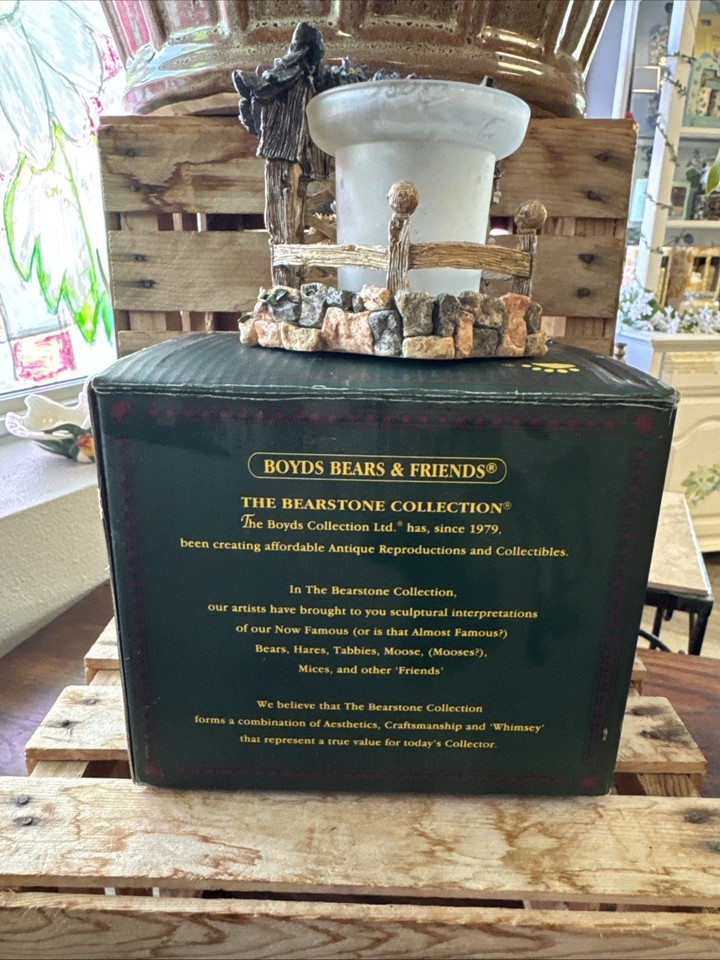 BOYDS BEARS & FRIENDS®
THE BEARSTONE COLLECTION®
The Boyds Collection Ltd.® has, since 1979,
been creating affordable Antique Reproductions and Collectibles.
In The Bearstone Collection,
our artists have brought to you sculptural interpretations
of our Now Famous (or is that Almost Famous?)
Bears, Hares, Tabbies, Moose, (Mooses?),
Mices, and other 'Friends'
We believe that The Bearstone Collection
forms a combination of Aesthetics, Craftsmanship and 'Whimsey'
that represent a true value for today's Collector.